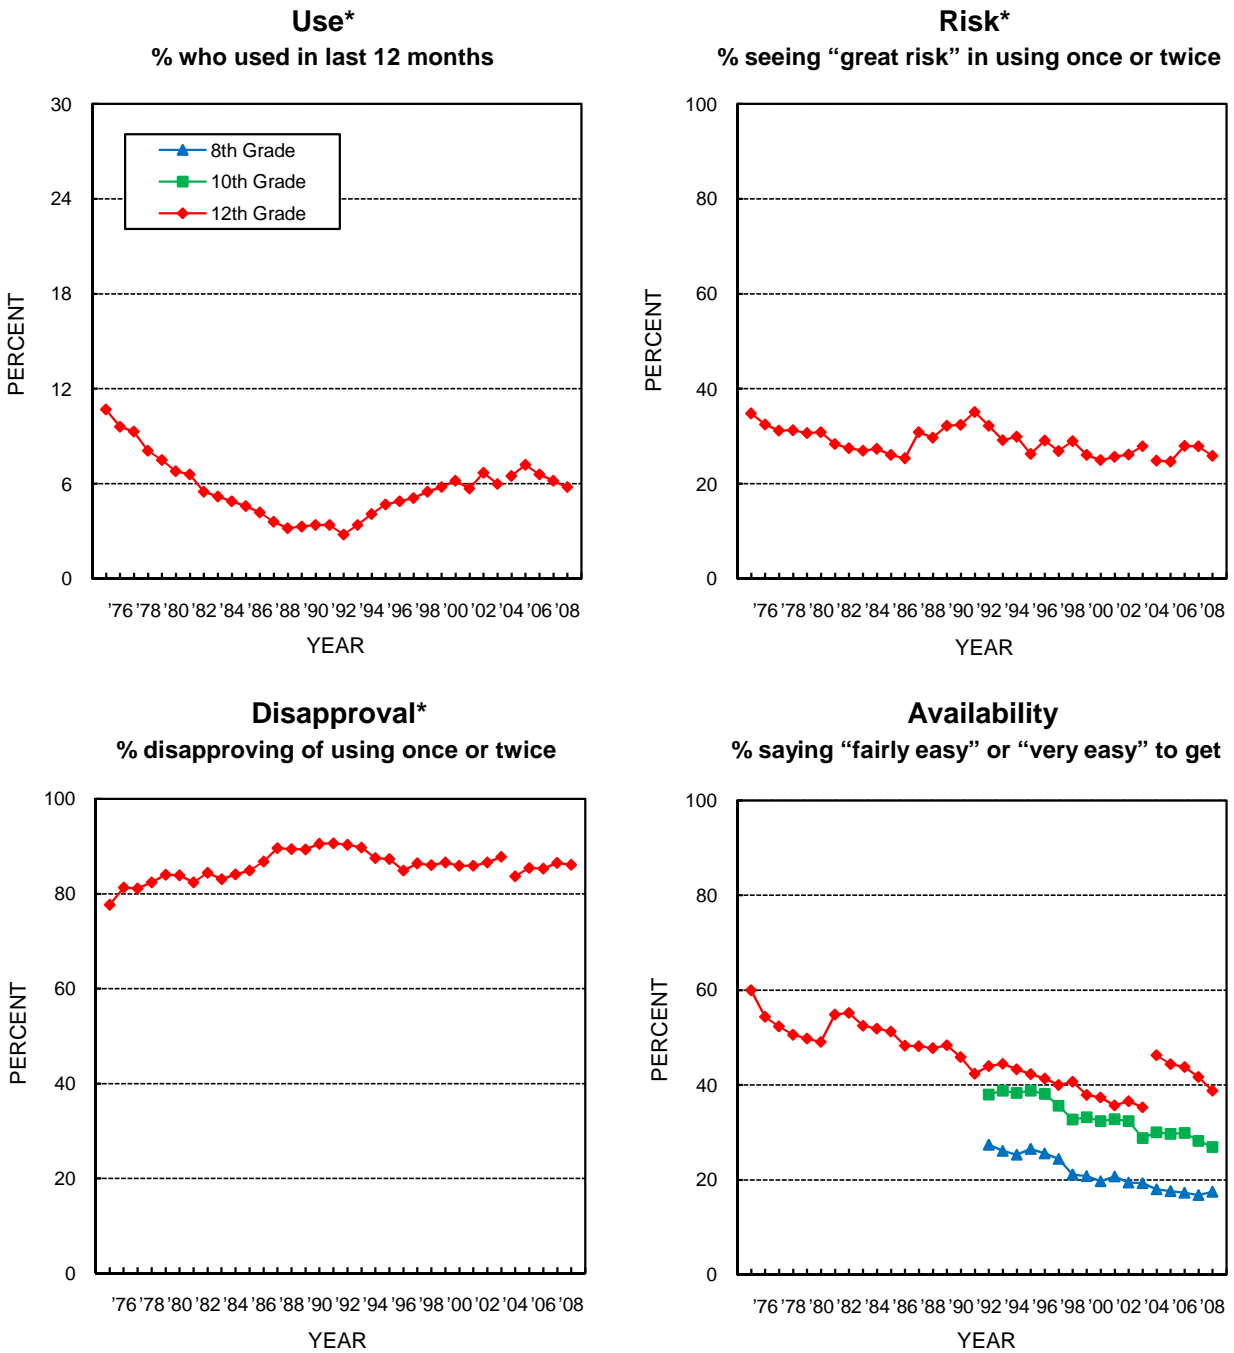 Use*
% who used in last 12 months
30
24
18
12
6
0
PERCENT
8th Grade
10th Grade
12th Grade
’76 ’78 ’80 ’82 ’84 ’86 ’88 ’90 ’92 ’94 ’96 ’98 ’00 ’02 ’04 ’06 ’08
YEAR
Risk*
% seeing “great risk” in using once or twice
100
80
60
40
20
0
PERCENT
’76 ’78 ’80 ’82 ’84 ’86 ’88 ’90 ’92 ’94 ’96 ’98 ’00 ’02 ’04 ’06 ’08
YEAR
Disapproval*
% disapproving of using once or twice
100
80
60
40
20
0
PERCENT
’76 ’78 ’80 ’82 ’84 ’86 ’88 ’90 ’92 ’94 ’96 ’98 ’00 ’02 ’04 ’06 ’08
YEAR
Availability
% saying “fairly easy” or “very easy” to get
100
80
60
40
20
0
PERCENT
’76 ’78 ’80 ’82 ’84 ’86 ’88 ’90 ’92 ’94 ’96 ’98 ’00 ’02 ’04 ’06 ’08
YEAR